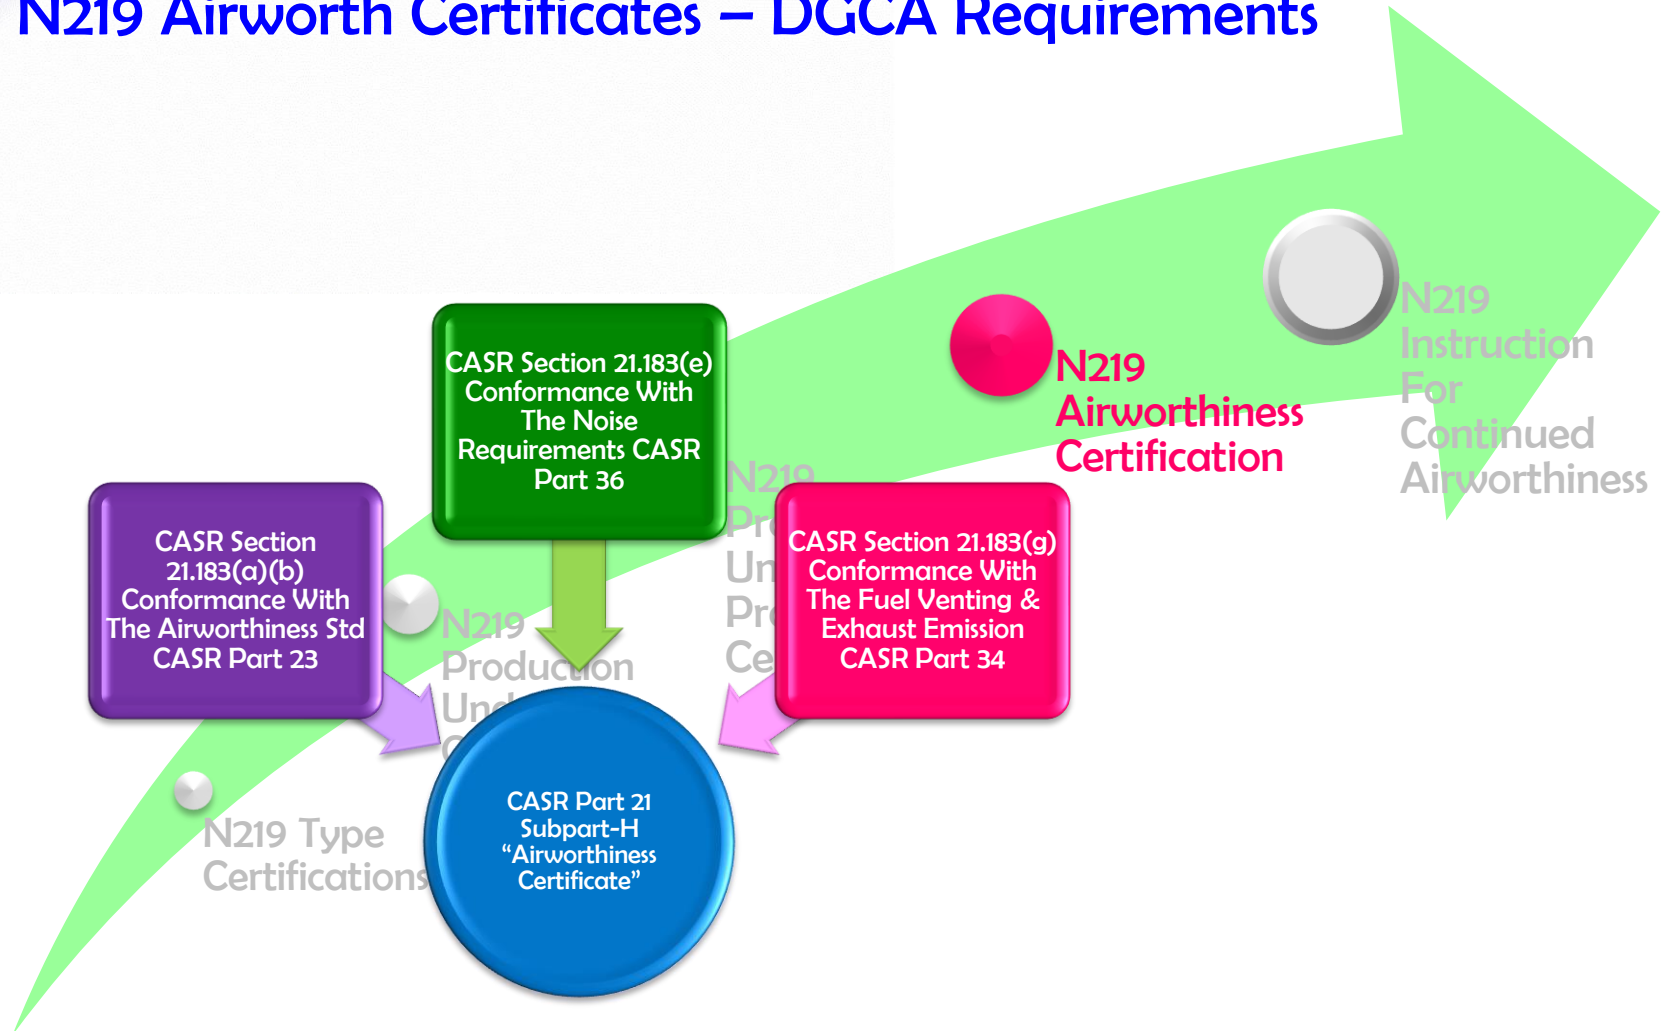 N219 Airworth Certificates – DGCA Requirements
CASR Section 21.183(e)
Conformance With
The Noise
Requirements CASR
Part 36
CASR Section
21.183(a)(b)
Conformance With
The Airworthiness Std
CASR Part 23
CASR Section 21.183(g)
Conformance With
The Fuel Venting &
Exhaust Emission
CASR Part 34
CASR Part 21
Subpart-H
“Airworthiness
Certificate”
N219 Type
Certifications
N219
Production
N219
N219
Airworthiness
Certification
N219
Instruction
For
Continued
Airworthiness